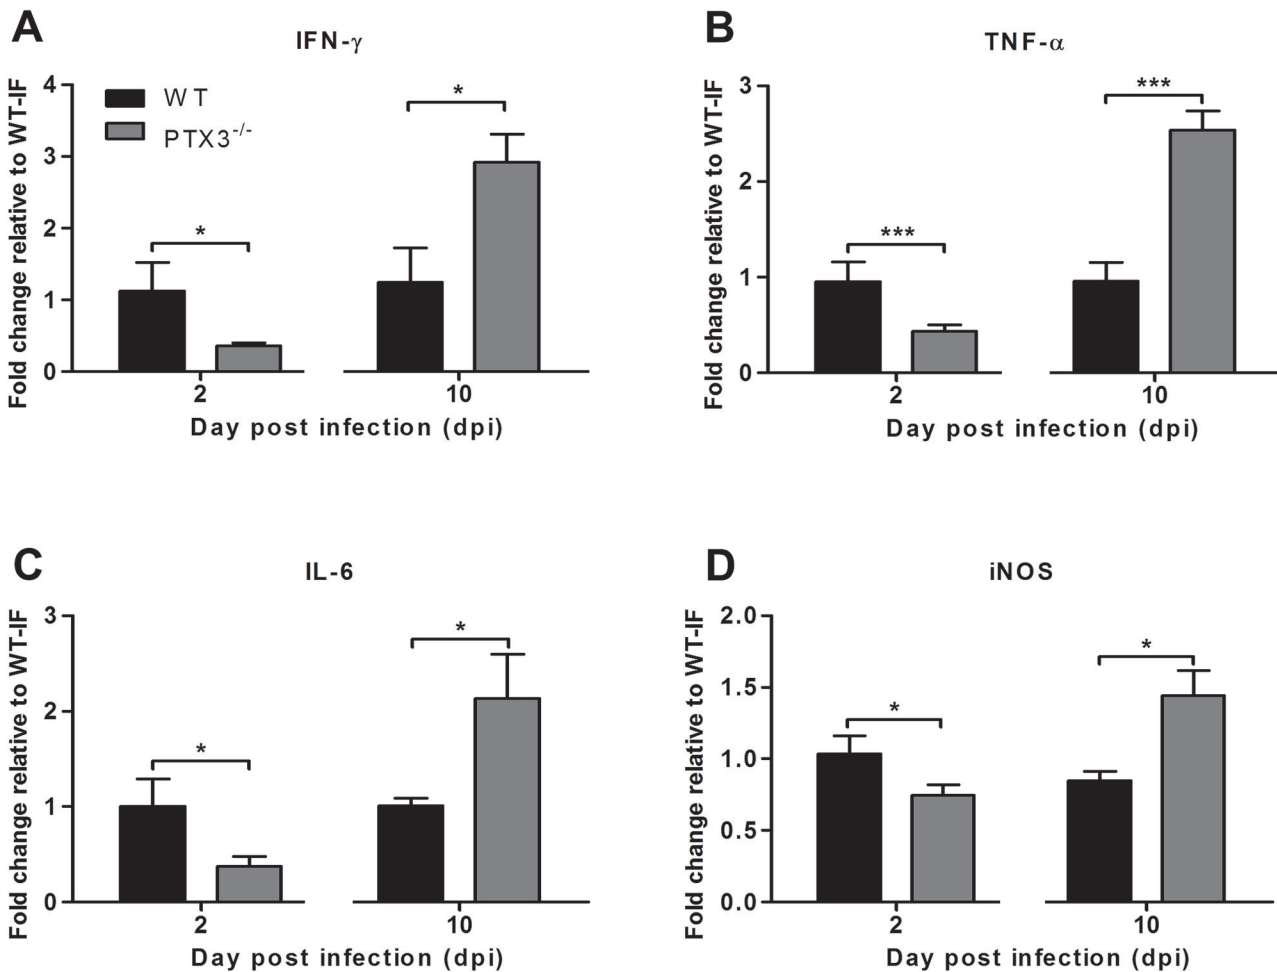 A
IFN-γ
Fold change relative to WT-IF
4
3
2
1
0
WT
PTX3-/-
*
*
2
10
Day post infection (dpi)
B
TNF-α
Fold change relative to WT-IF
3
2
1
0
***
***
2
10
Day post infection (dpi)
C
IL-6
Fold change relative to WT-IF
3
2
1
0
*
*
2
10
Day post infection (dpi)
D
iNOS
Fold change relative to WT-IF
2.0
1.5
1.0
0.5
0.0
*
*
2
10
Day post infection (dpi)